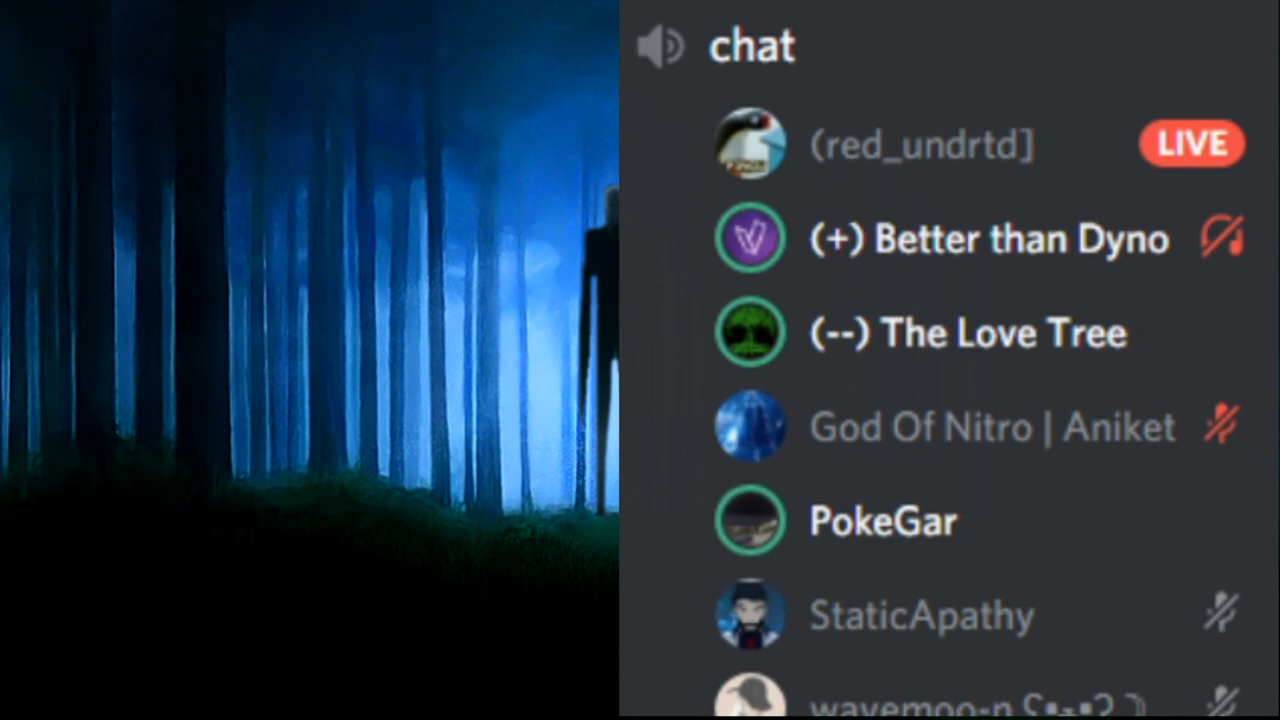 chat
(red_undrtd]
LIVE
(+) Better than Dyno
(--) The Love Tree
God Of Nitro | Aniket
PokeGar
StaticApathy
wavemoo-n